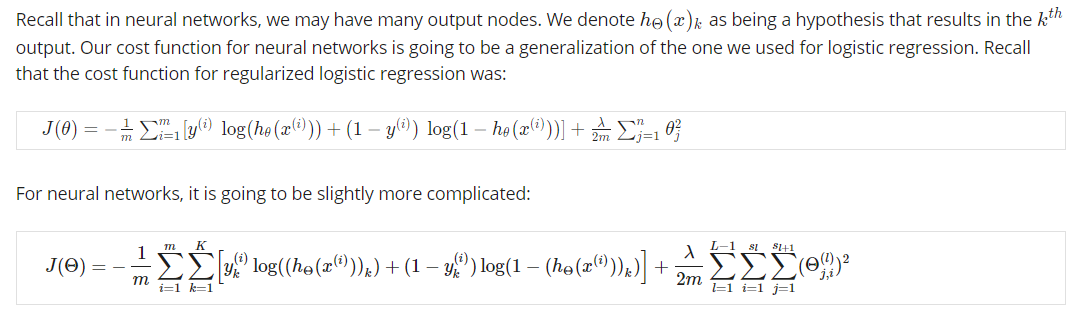 Recall that in neural networks, we may have many output nodes. We denote hΘ(x)k as being a hypothesis that results in the kth
output. Our cost function for neural networks is going to be a generalization of the one we used for logistic regression. Recall
that the cost function for regularized logistic regression was:
J(θ) = −1/m ∑_{i=1}^{m} [y^{(i)} log(h_θ(x^{(i)})) + (1 − y^{(i)}) log(1 − h_θ(x^{(i)}))] + λ/2m ∑_{j=1}^{n} θ_j^2
For neural networks, it is going to be slightly more complicated:
J(Θ) = −1/m ∑_{i=1}^{m} ∑_{k=1}^{K} [y_k^{(i)} log((h_Θ(x^{(i)}))_k) + (1 − y_k^{(i)}) log(1 − (h_Θ(x^{(i)}))_k)] + λ/2m ∑_{l=1}^{L−1} ∑_{i=1}^{s_l} ∑_{j=1}^{s_{l+1}} (Θ_{j,i}^{(l)})^2